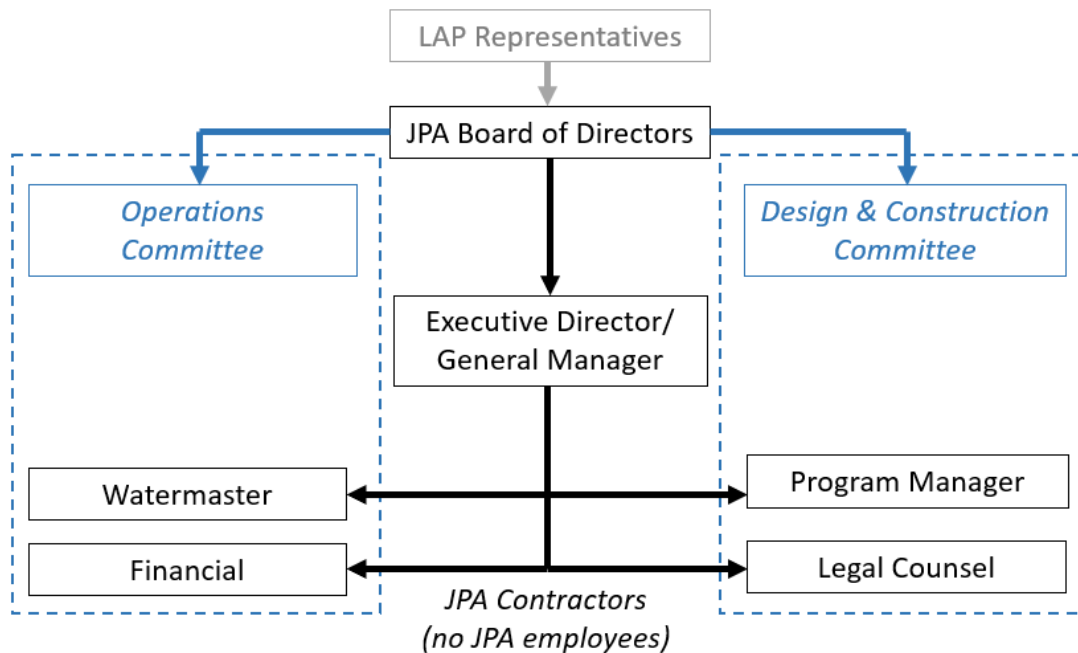 LAP Representatives
JPA Board of Directors
Operations
Committee
Design & Construction
Committee
Executive Director/
General Manager
Watermaster
Program Manager
Financial
Legal Counsel
JPA Contractors
(no JPA employees)